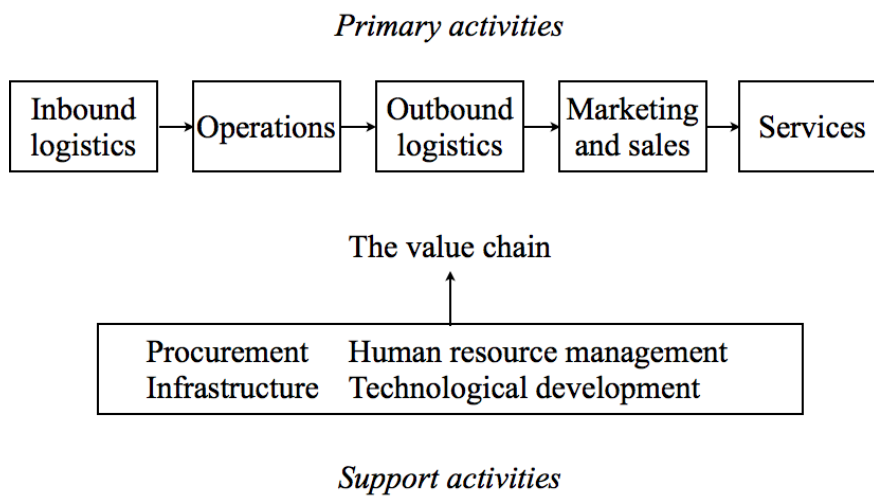 Primary activities
Inbound
logistics
Operations
Outbound
logistics
Marketing
and sales
Services
The value chain
Procurement Human resource management
Infrastructure Technological development
Support activities